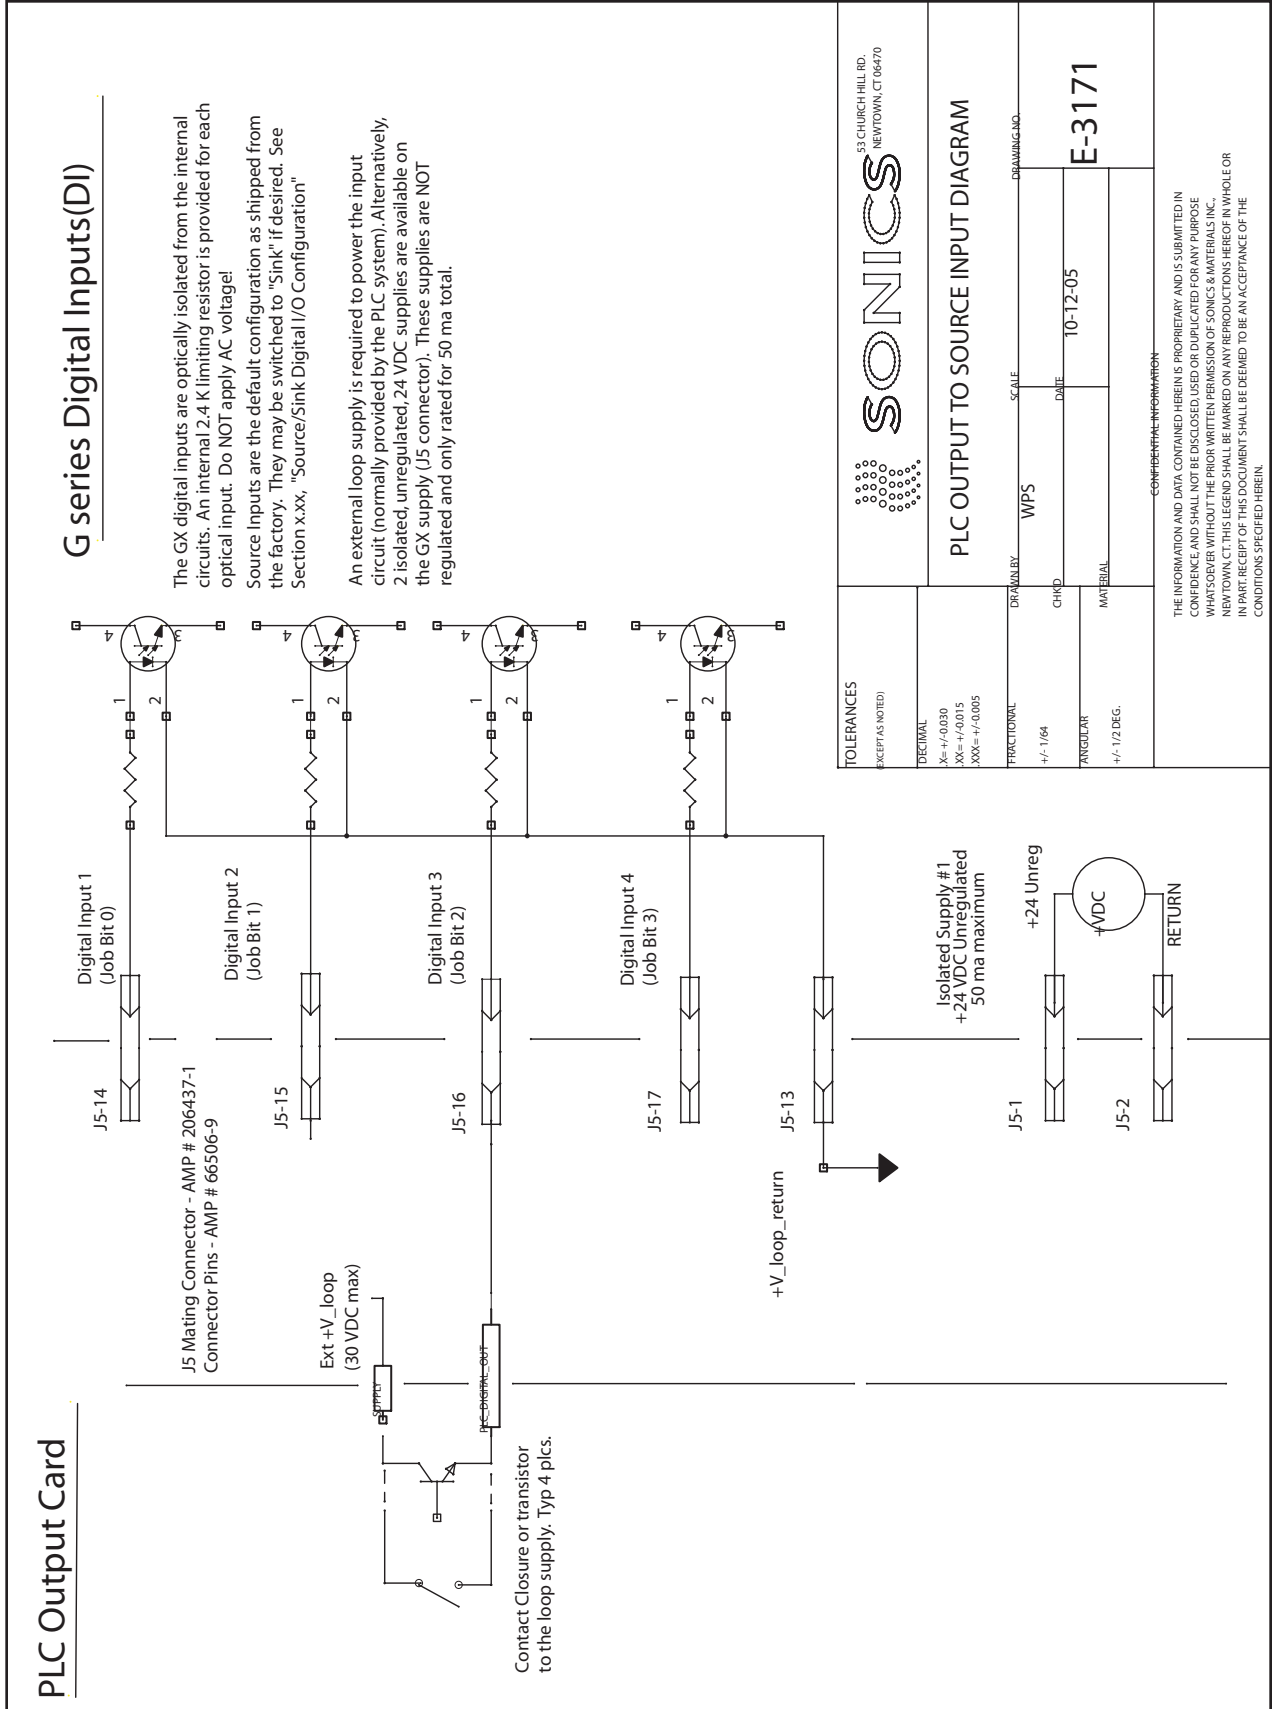 PLC Output Card
G series Digital Inputs(DI)
J5 Mating Connector - AMP # 206437-1
Connector Pins - AMP # 66506-9
Ext +V_loop
(30 VDC max)
SUPPLY
PLC_DIGITAL_OUT
Contact Closure or transistor
to the loop supply. Typ 4 plcs.
J5-14
Digital Input 1
(Job Bit 0)
1
2
4
3
J5-15
Digital Input 2
(Job Bit 1)
1
2
4
3
J5-16
Digital Input 3
(Job Bit 2)
1
2
4
3
J5-17
Digital Input 4
(Job Bit 3)
1
2
4
3
J5-13
+V_loop_return
Isolated Supply #1
+24 VDC Unregulated
50 ma maximum
J5-1
+24 Unreg
+VDC
J5-2
RETURN
The GX digital inputs are optically isolated from the internal
circuits. An internal 2.4 K limiting resistor is provided for each
optical input. Do NOT apply AC voltage!
Source Inputs are the default configuration as shipped from
the factory. They may be switched to "Sink" if desired. See
Section x.xx, "Source/Sink Digital I/O Configuration"
An external loop supply is required to power the input
circuit (normally provided by the PLC system). Alternatively,
2 isolated, unregulated, 24 VDC supplies are available on
the GX supply (J5 connector). These supplies are NOT
regulated and only rated for 50 ma total.
TOLERANCES
(EXCEPT AS NOTED)
DECIMAL
.X= +/-0.030
.XX= +/-0.015
.XXX= +/-0.005
FRACTIONAL
+/- 1/64
ANGULAR
+/- 1/2 DEG.
SONICS
53 CHURCH HILL RD.
NEWTOWN, CT 06470
PLC OUTPUT TO SOURCE INPUT DIAGRAM
DRAWN BY
WPS
SCALE
DRAWING NO.
E-3171
CHK'D
DATE
10-12-05
MATERIAL
CONFIDENTIAL INFORMATION
THE INFORMATION AND DATA CONTAINED HEREIN IS PROPRIETARY AND IS SUBMITTED IN
CONFIDENCE, AND SHALL NOT BE DISCLOSED, USED OR DUPLICATED FOR ANY PURPOSE
WHATSOEVER WITHOUT THE PRIOR WRITTEN PERMISSION OF SONICS & MATERIALS INC.,
NEWTOWN, CT. THIS LEGEND SHALL BE MARKED ON ANY REPRODUCTIONS HEREOF IN WHOLE OR
IN PART. RECEIPT OF THIS DOCUMENT SHALL BE DEEMED TO BE AN ACCEPTANCE OF THE
CONDITIONS SPECIFIED HEREIN.